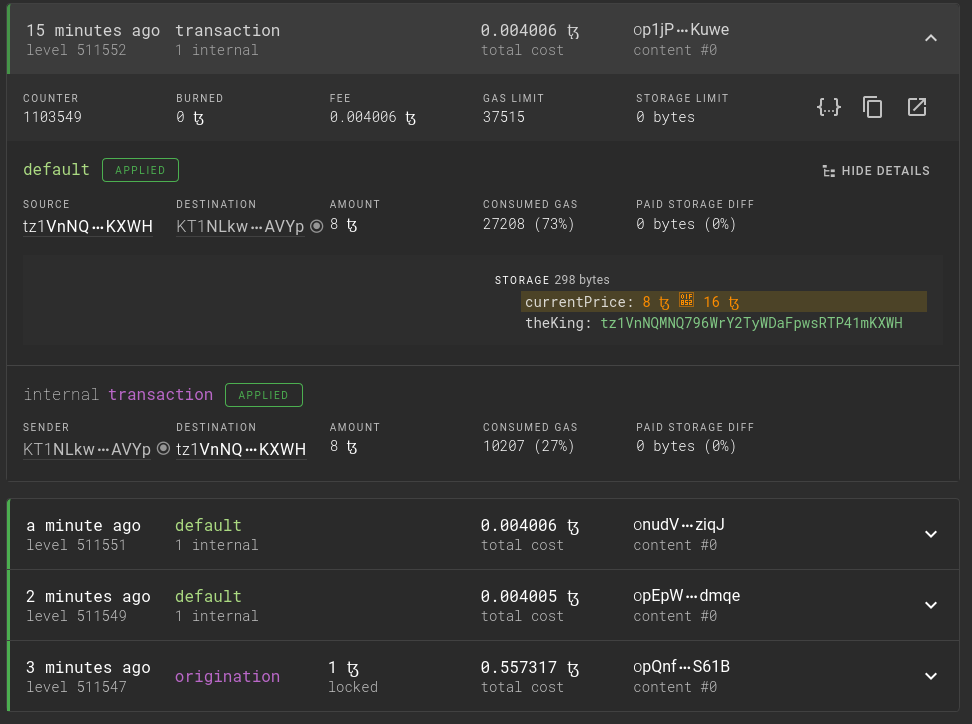 15 minutes ago transaction 0.004006 ꜩ op1jP···Kuwe
level 511552 1 internal total cost content #0
COUNTER BURNED FEE GAS LIMIT STORAGE LIMIT
1103549 0 ꜩ 0.004006 ꜩ 37515 0 bytes
{...}
default APPLIED HIDE DETAILS
SOURCE DESTINATION AMOUNT CONSUMED GAS PAID STORAGE DIFF
tz1VnNQ···KXWH KT1NLkw···AVYp 8 ꜩ 27208 (73%) 0 bytes (0%)
STORAGE 298 bytes
currentPrice: 8 ꜩ 16 ꜩ
theKing: tz1VnNQMNQ796WrY2TyWDaFpwsRTP41mKXWH
internal transaction APPLIED
SENDER DESTINATION AMOUNT CONSUMED GAS PAID STORAGE DIFF
KT1NLkw···AVYp tz1VnNQ···KXWH 8 ꜩ 10207 (27%) 0 bytes (0%)
a minute ago default 0.004006 ꜩ onudV···ziqJ
level 511551 1 internal total cost content #0
2 minutes ago default 0.004005 ꜩ opEpW···dmqe
level 511549 1 internal total cost content #0
3 minutes ago origination 1 ꜩ 0.557317 ꜩ opQnf···S61B
level 511547 locked total cost content #0